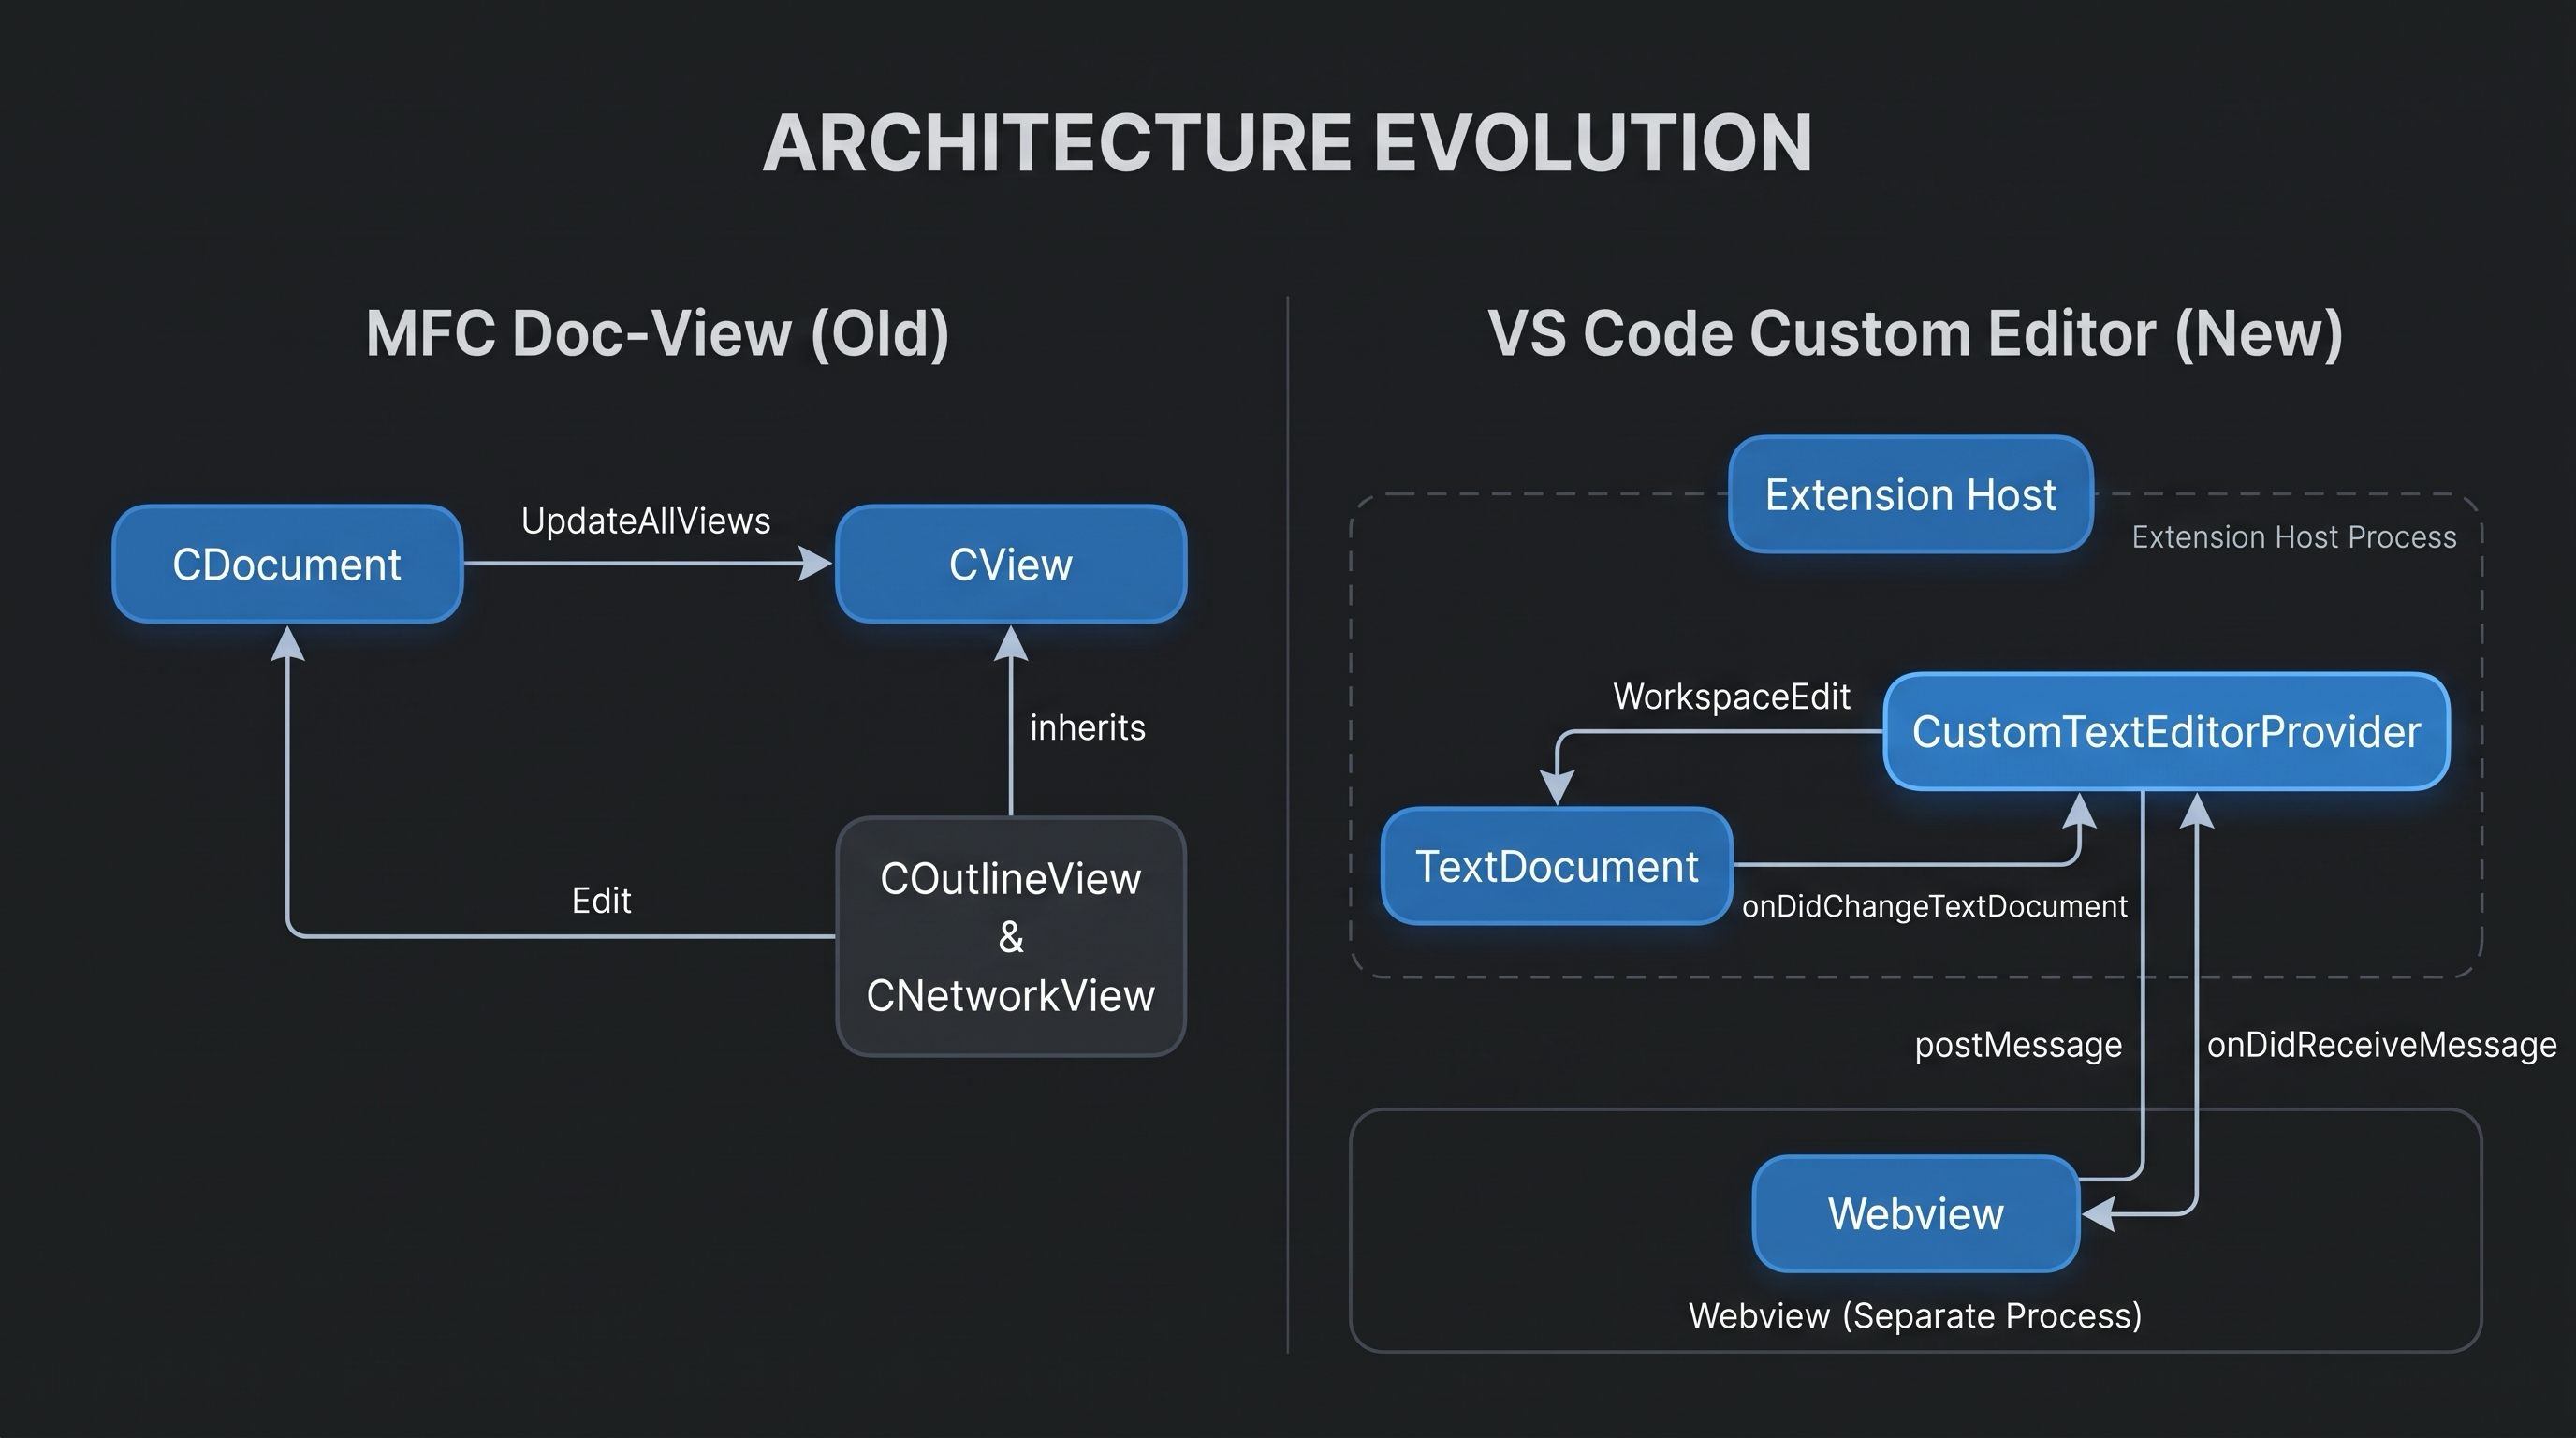 ARCHITECTURE EVOLUTION
MFC Doc-View (Old)
CDocument
UpdateAllViews
CView
inherits
Edit
COutlineView
&
CNetworkView
VS Code Custom Editor (New)
Extension Host
Extension Host Process
WorkspaceEdit
CustomTextEditorProvider
TextDocument
onDidChangeTextDocument
postMessage
onDidReceiveMessage
Webview
Webview (Separate Process)